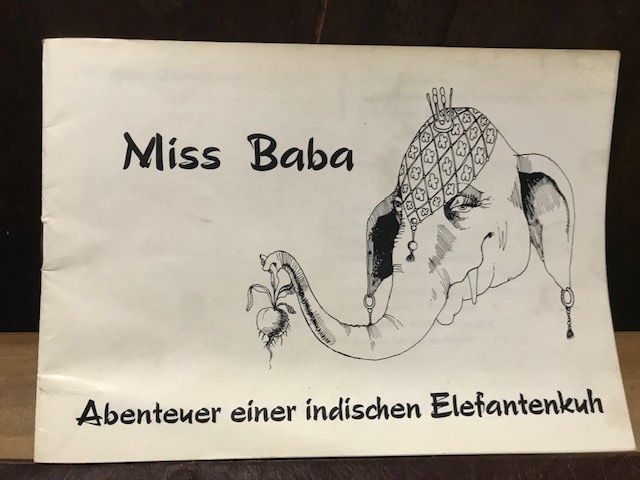 Miss Baba
Abenteuer einer indischen Elefantenkuh